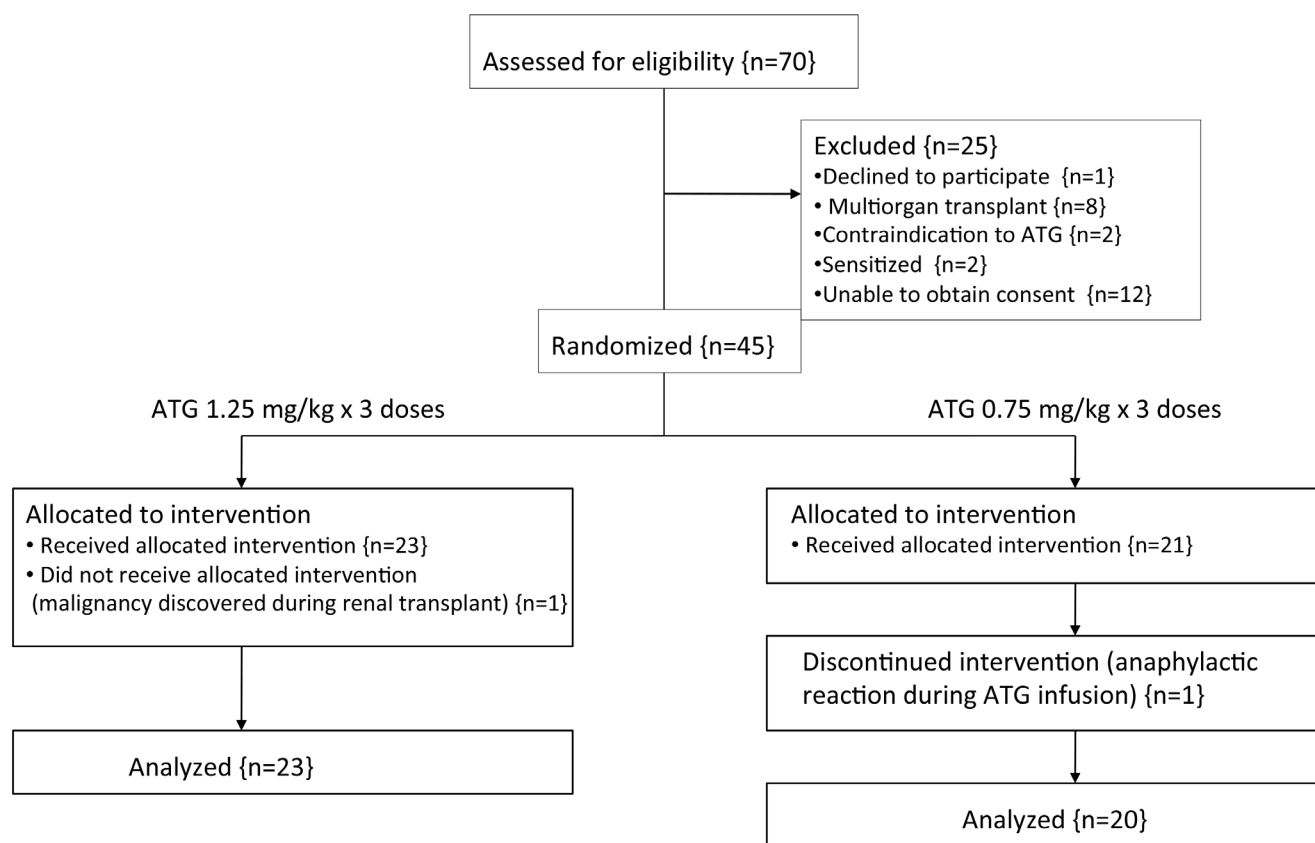 Assessed for eligibility {n=70}
Excluded {n=25}
•Declined to participate {n=1}
• Multiorgan transplant {n=8}
•Contraindication to ATG {n=2}
•Sensitized {n=2}
•Unable to obtain consent {n=12}
Randomized {n=45}
ATG 1.25 mg/kg x 3 doses
ATG 0.75 mg/kg x 3 doses
Allocated to intervention
• Received allocated intervention {n=23}
• Did not receive allocated intervention
(malignancy discovered during renal transplant) {n=1}
Analyzed {n=23}
Allocated to intervention
• Received allocated intervention {n=21}
Discontinued intervention (anaphylactic
reaction during ATG infusion) {n=1}
Analyzed {n=20}